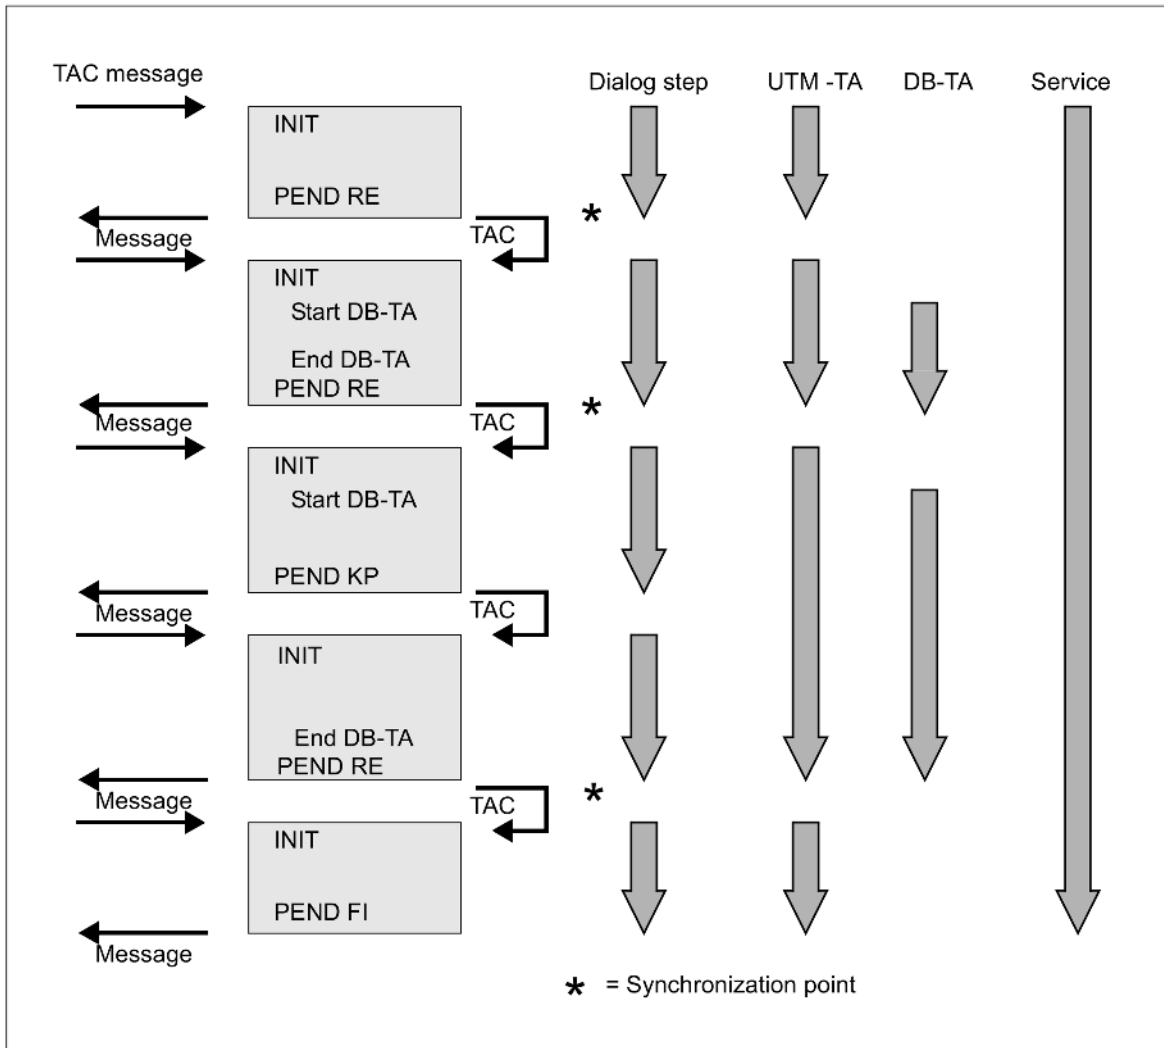 TAC message
Dialog step
UTM -TA
DB-TA
Service
INIT
PEND RE
Message
TAC
*
INIT
Start DB-TA
End DB-TA
PEND RE
Message
TAC
*
INIT
Start DB-TA
PEND KP
Message
TAC
INIT
End DB-TA
PEND RE
Message
TAC
*
INIT
PEND FI
Message
* = Synchronization point